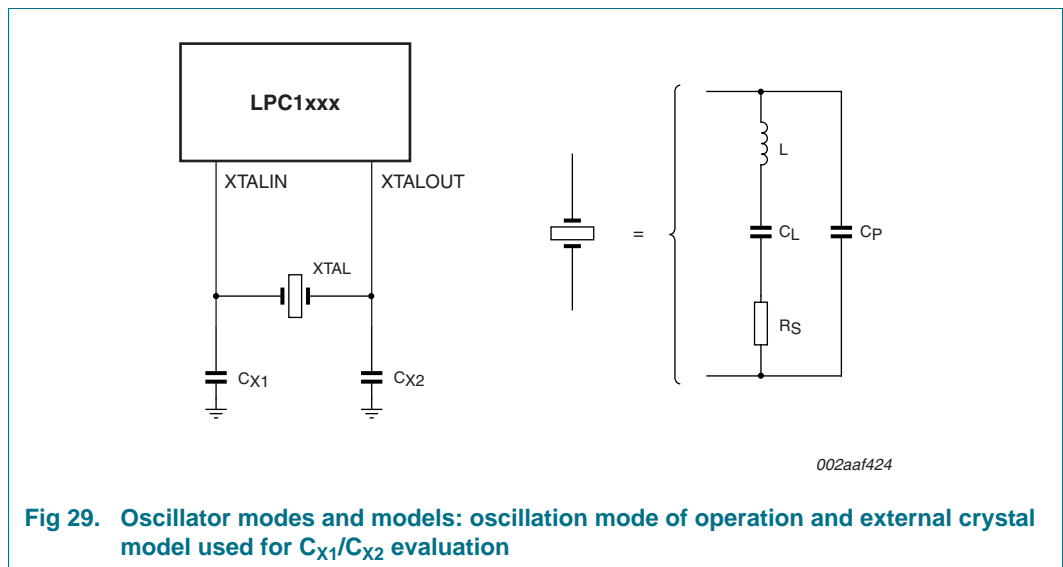 LPC1xxx
XTALIN
XTALOUT
XTAL
CX1
CX2
=
L
CL
CP
RS
002aaf424
Fig 29. Oscillator modes and models: oscillation mode of operation and external crystal
model used for CX1/CX2 evaluation